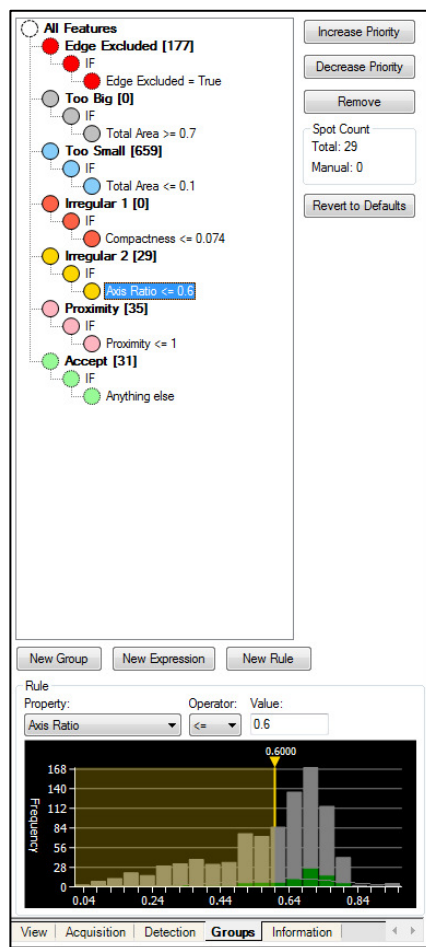 All Features
Edge Excluded [177]
IF
Edge Excluded = True
Too Big [0]
IF
Total Area >= 0.7
Too Small [659]
IF
Total Area <= 0.1
Irregular 1 [0]
IF
Compactness <= 0.074
Irregular 2 [29]
IF
Axis Ratio <= 0.6
Proximity [35]
IF
Proximity <= 1
Accept [31]
IF
Anything else
Increase Priority
Decrease Priority
Remove
Spot Count
Total: 29
Manual: 0
Revert to Defaults
New Group New Expression New Rule
Rule
Property: Operator: Value:
Axis Ratio <= 0.6
0.6000
Frequency
168
140
112
84
56
28
0
0.04 0.24 0.44 0.64 0.84
View Acquisition Detection Groups Information